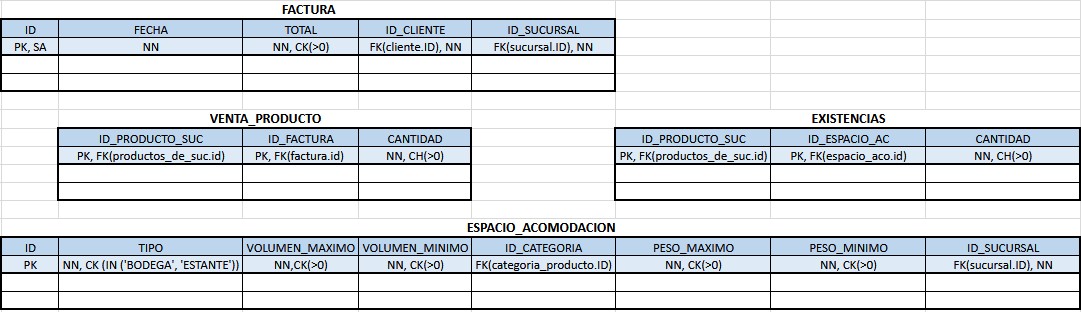 FACTURA
ID FECHA TOTAL ID_CLIENTE ID_SUCURSAL
PK, SA NN NN, CK(>0) FK(cliente.ID), NN FK(sucursal.ID), NN
VENTA_PRODUCTO EXISTENCIAS
ID_PRODUCTO_SUC ID_FACTURA CANTIDAD ID_PRODUCTO_SUC ID_ESPACIO_AC CANTIDAD
PK, FK(productos_de_suc.id) PK, FK(factura.id) NN, CH(>0) PK, FK(productos_de_suc.id) PK, FK(espacio_aco.id) NN, CH(>0)
ESPACIO_ACOMODACION
ID TIPO VOLUMEN_MAXIMO VOLUMEN_MINIMO ID_CATEGORIA PESO_MAXIMO PESO_MINIMO ID_SUCURSAL
PK NN, CK (IN ('BODEGA', 'ESTANTE')) NN,CK(>0) NN, CK(>0) FK(categoria_producto.ID) NN, CK(>0) NN, CK(>0) FK(sucursal.ID), NN